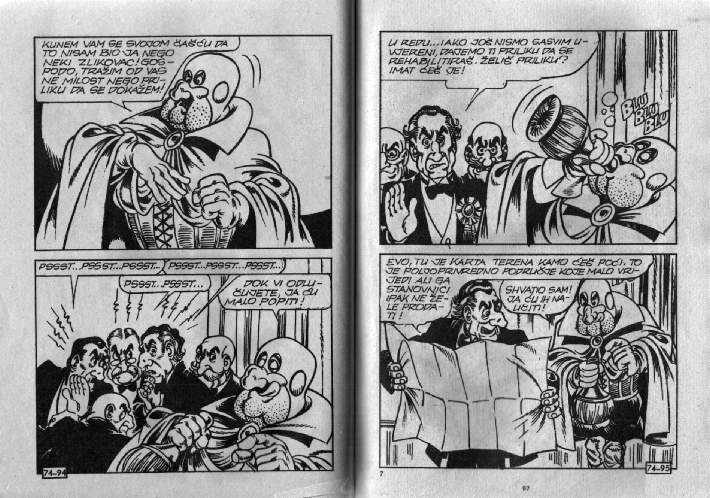 KUNEM VAM SE SVOJOM ČAŠĆU DA
TO NISAM BIO JA NEGO
NEKI ZLIKOVAC! GOS-
PODO, TRAŽIM OD VAS
NE MILOST NEGO PRI-
LIKU DA SE DOKAŽEM!
PSSST...PSSST...PSSST...
PSSST...PSSST...PSSST...
PSSST...PSSST...
DOK VI ODLU-
ČUJETE, JA ĆU
MALO POPITI!
74-94
U REDU...IAKO JOŠ NISMO SASVIM U-
VJERENI, DAJEMO TI PRILIKU DA SE
REHABILITIRAŠ. ŽELIŠ PRILIKU?
IMAT ĆEŠ JE!
BLU
BLU
BLU
EVO, TU JE KARTA TERENA KAMO ĆEŠ POĆI. TO
JE POLJOPRIVREDNO PODRUČJE KOJE MALO VRI-
JEDI ALI GA
STANOVNICI
IPAK NE ŽE-
LE PRODA-
TI!
SHVATIO SAM!
JA ĆU IH NA-
UČITI!
7
74-95